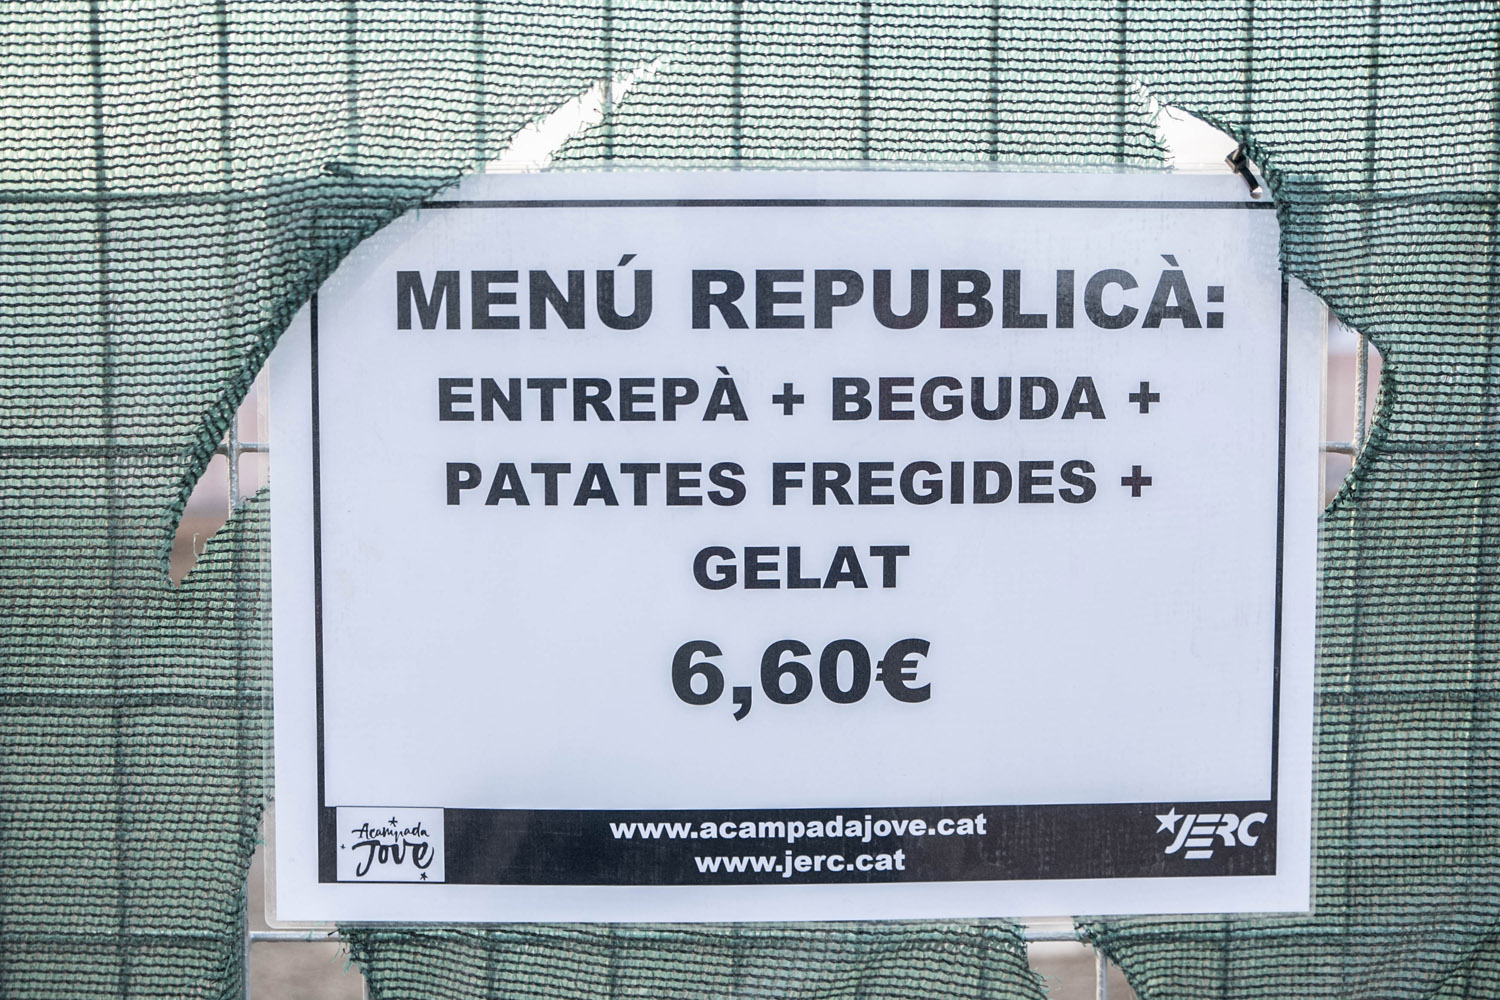 MENÚ REPUBLICÀ:
ENTREPÀ + BEGUDA +
PATATES FREGIDES +
GELAT
6,60€
Acampada
Jove
www.acampadajove.cat
www.jerc.cat
JERC